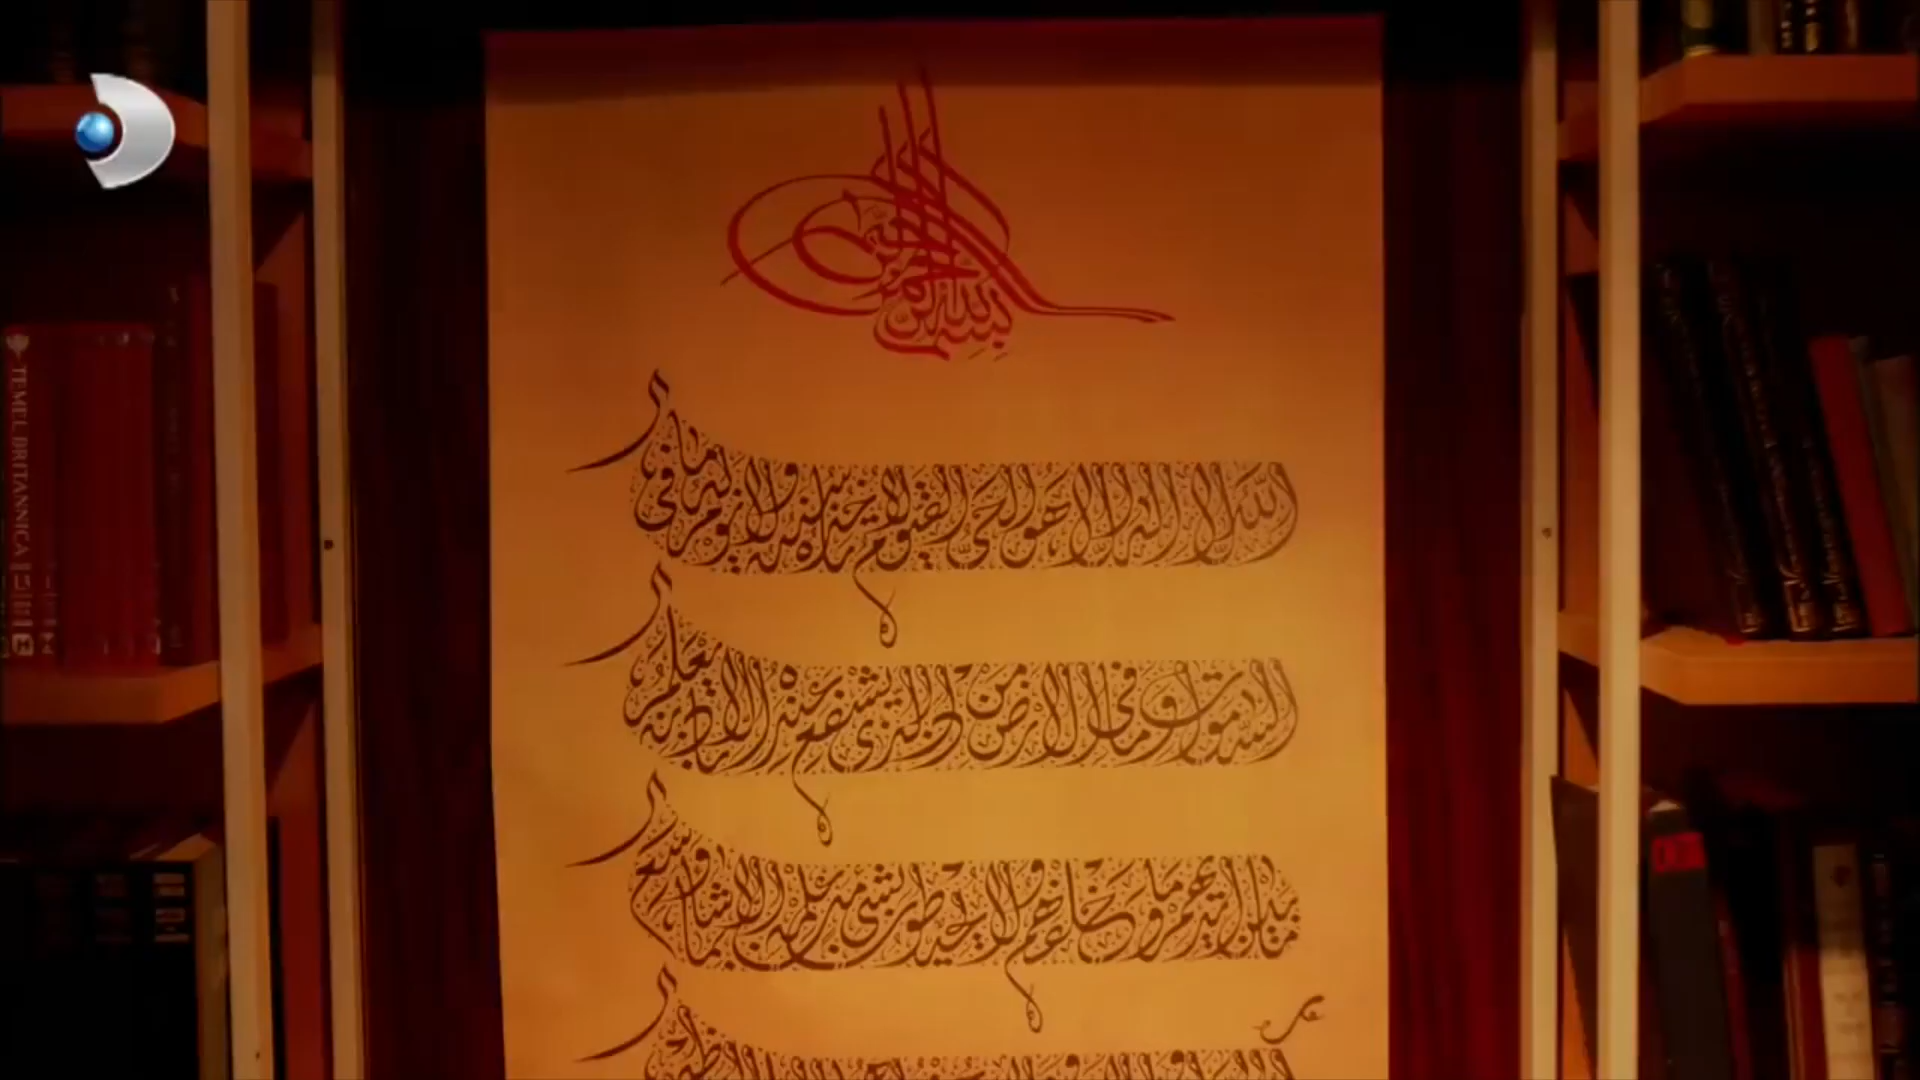 بسم الله الرحمن الرحيم
الله لا إله إلا هو الحي القيوم لا تأخذه سنة ولا نوم له ما في
السموات وما في الأرض من ذا الذي يشفع عنده إلا بإذنه يعلم
ما بين أيديهم وما خلفهم ولا يحيطون بشيء من علمه إلا بما شاء وسع
TEMEL BRITANNICA